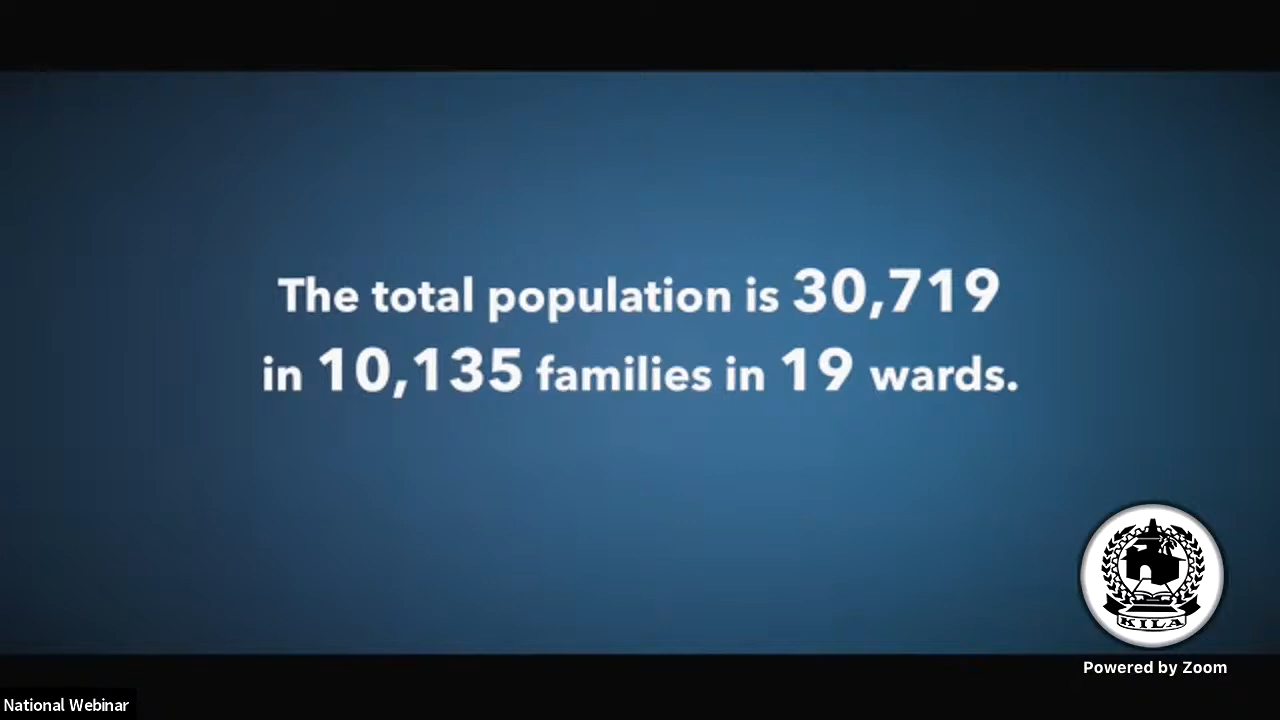 The total population is 30,719
in 10,135 families in 19 wards.
KILA
Powered by Zoom
National Webinar